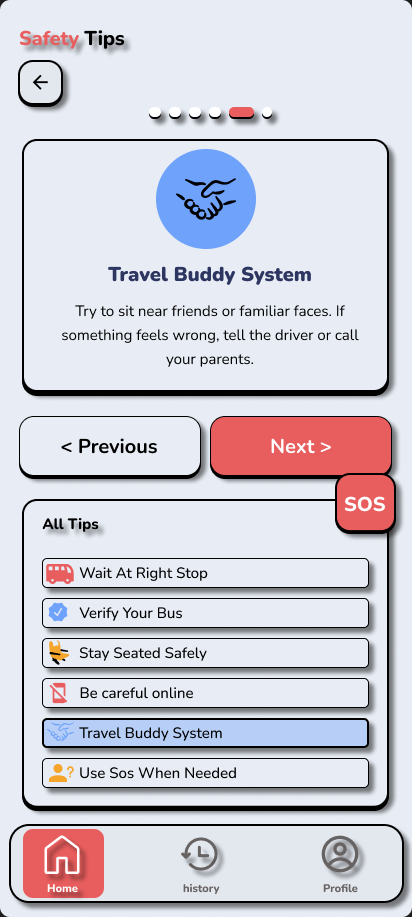 Safety Tips
Travel Buddy System
Try to sit near friends or familiar faces. If
something feels wrong, tell the driver or call
your parents.
< Previous
Next >
SOS
All Tips
Wait At Right Stop
Verify Your Bus
Stay Seated Safely
Be careful online
Travel Buddy System
Use Sos When Needed
Home
history
Profile